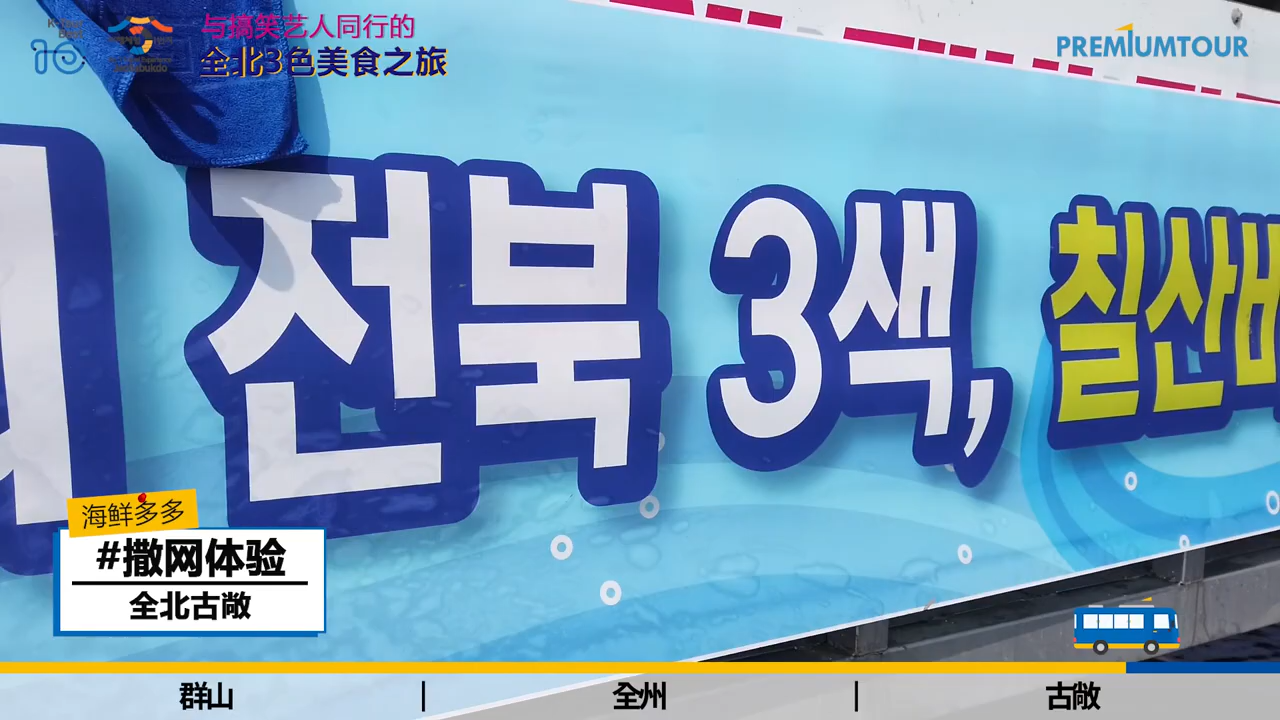 与搞笑艺人同行的
全北3色美食之旅
PREMIUMTOUR
전북 3색, 칠산
海鲜多多
#撒网体验
全北古敞
群山 | 全州 | 古敞